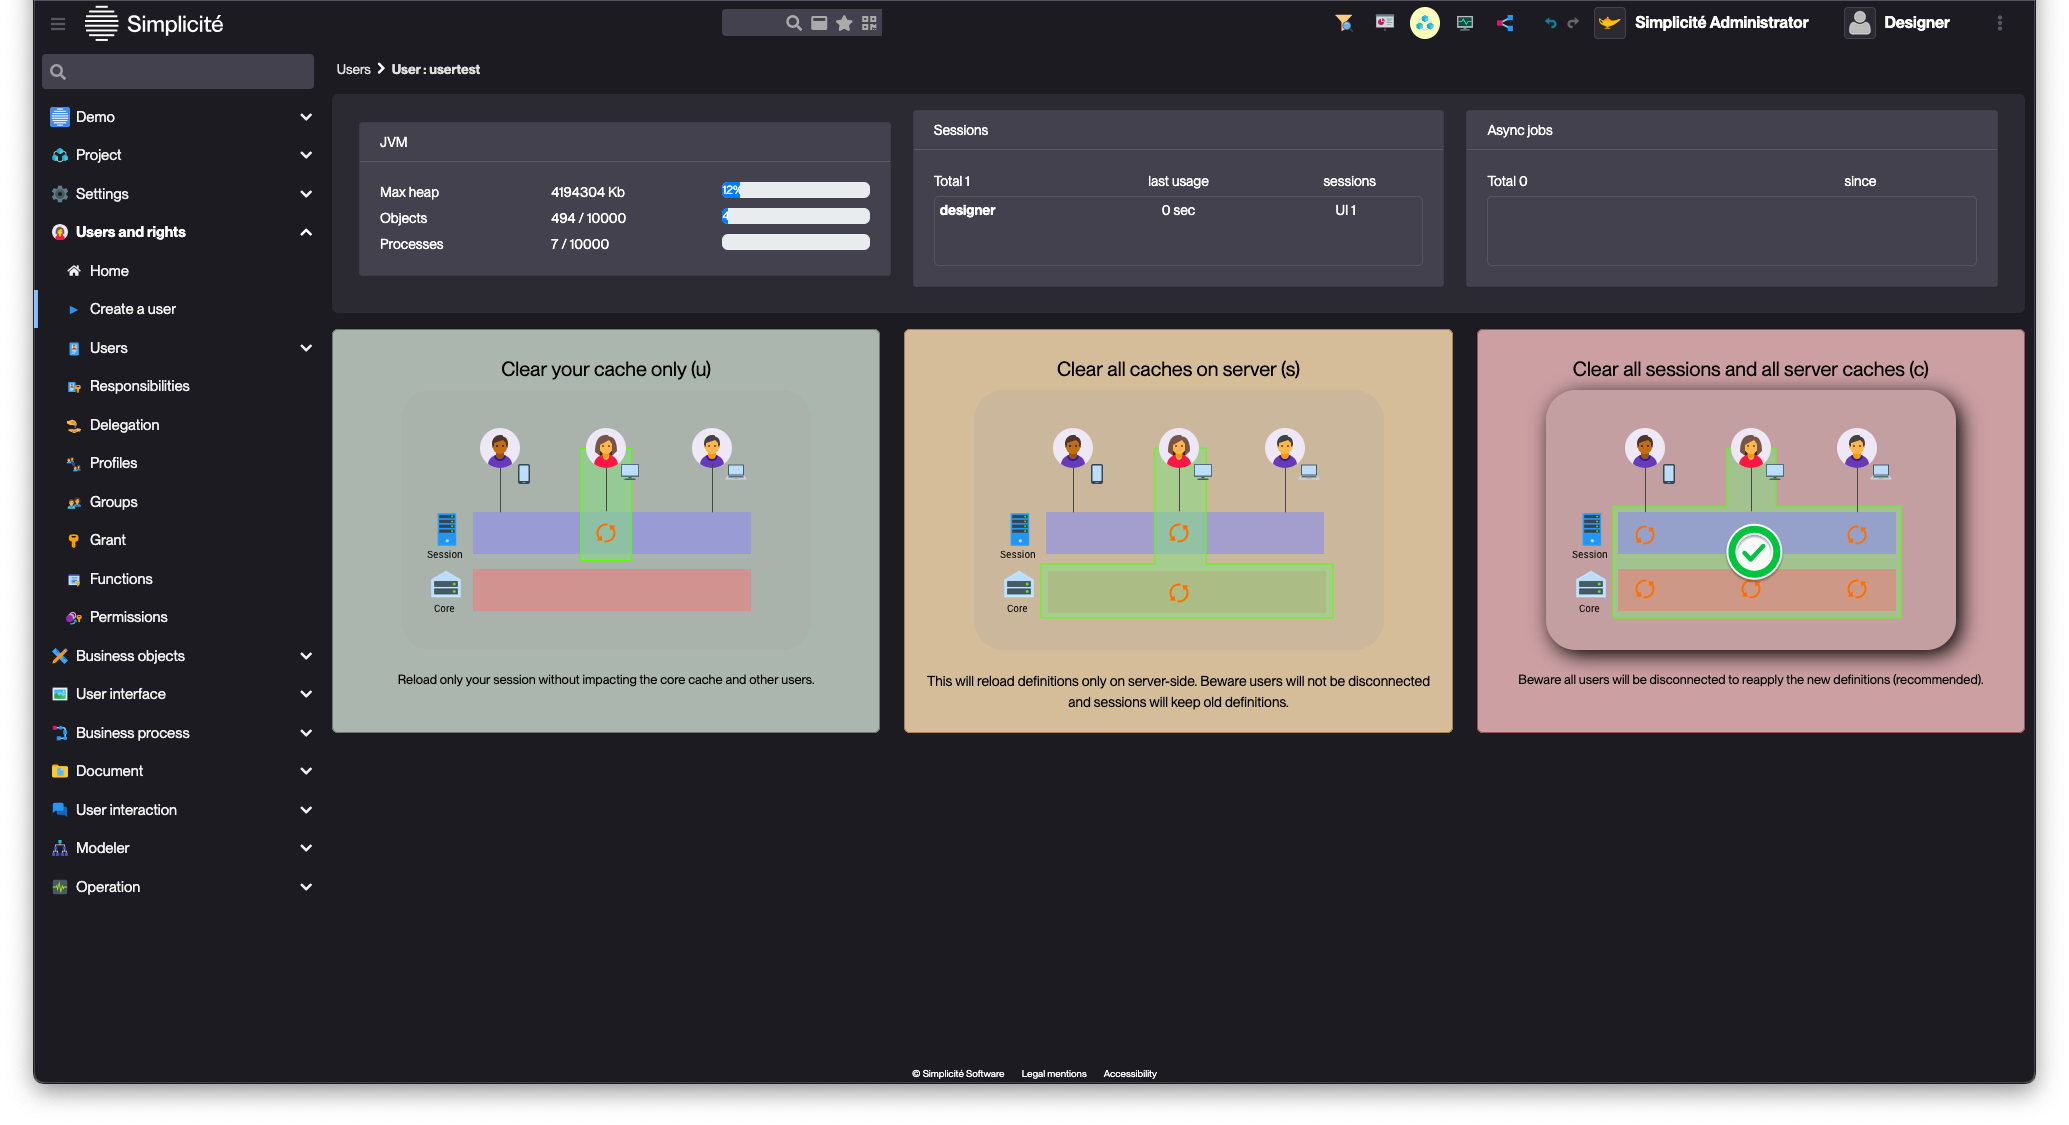 Simplicité
Simplicité Administrator
Designer
Users User : usertest
Demo
Project
Settings
Users and rights
Home
Create a user
Users
Responsibilities
Delegation
Profiles
Groups
Grant
Functions
Permissions
Business objects
User interface
Business process
Document
User interaction
Modeler
Operation
JVM
Max heap 4194304 Kb 12%
Objects 494 / 10000 4
Processes 7 / 10000
Sessions
Total 1 last usage sessions
designer 0 sec UI 1
Async jobs
Total 0 since
Clear your cache only (u)
Session
Core
Reload only your session without impacting the core cache and other users.
Clear all caches on server (s)
Session
Core
This will reload definitions only on server-side. Beware users will not be disconnected
and sessions will keep old definitions.
Clear all sessions and all server caches (c)
Session
Core
Beware all users will be disconnected to reapply the new definitions (recommended).
© Simplicité Software Legal mentions Accessibility